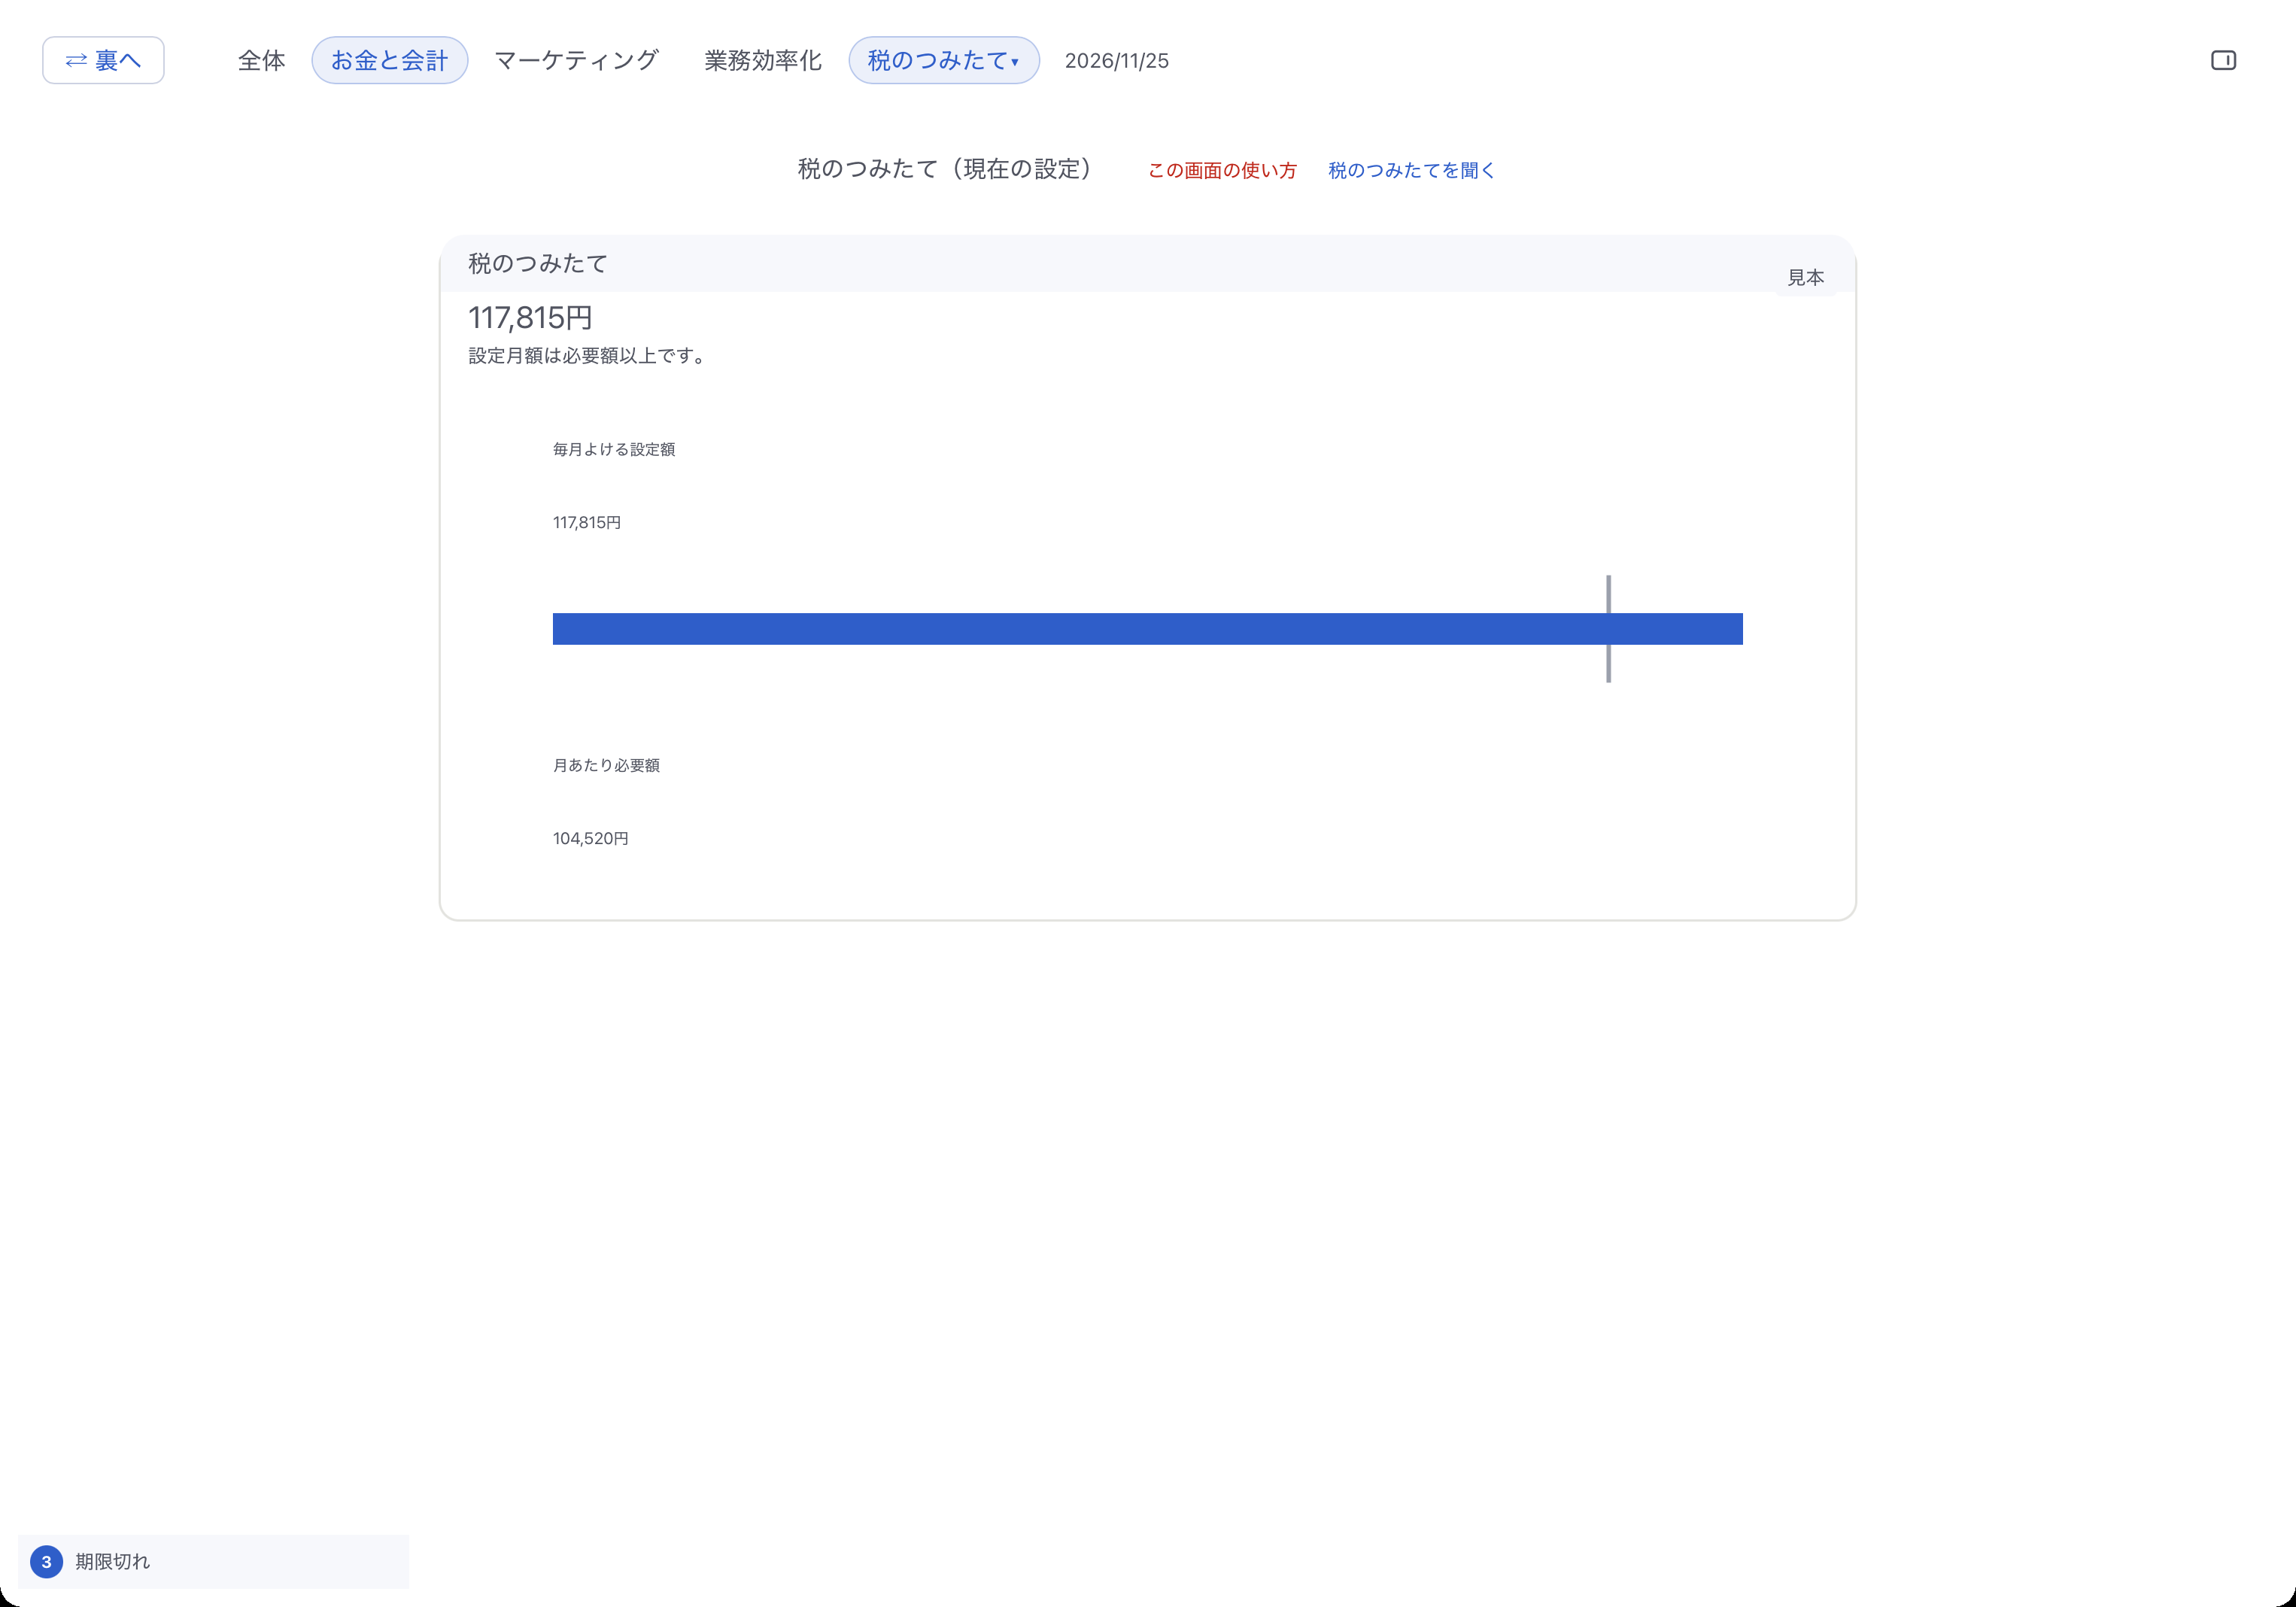 ⇄ 裏へ 全体 お金と会計 マーケティング 業務効率化 税のつみたて▾ 2026/11/25
税のつみたて（現在の設定） この画面の使い方 税のつみたてを聞く
税のつみたて
見本
117,815円
設定月額は必要額以上です。
毎月よける設定額
117,815円
月あたり必要額
104,520円
3 期限切れ